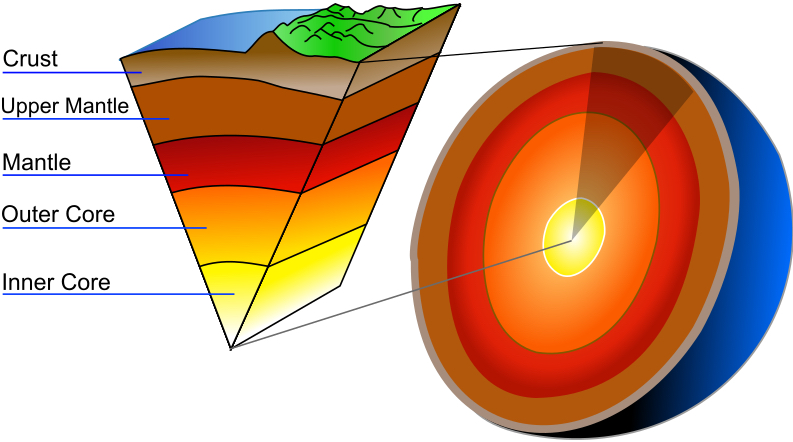 Crust
Upper Mantle
Mantle
Outer Core
Inner Core